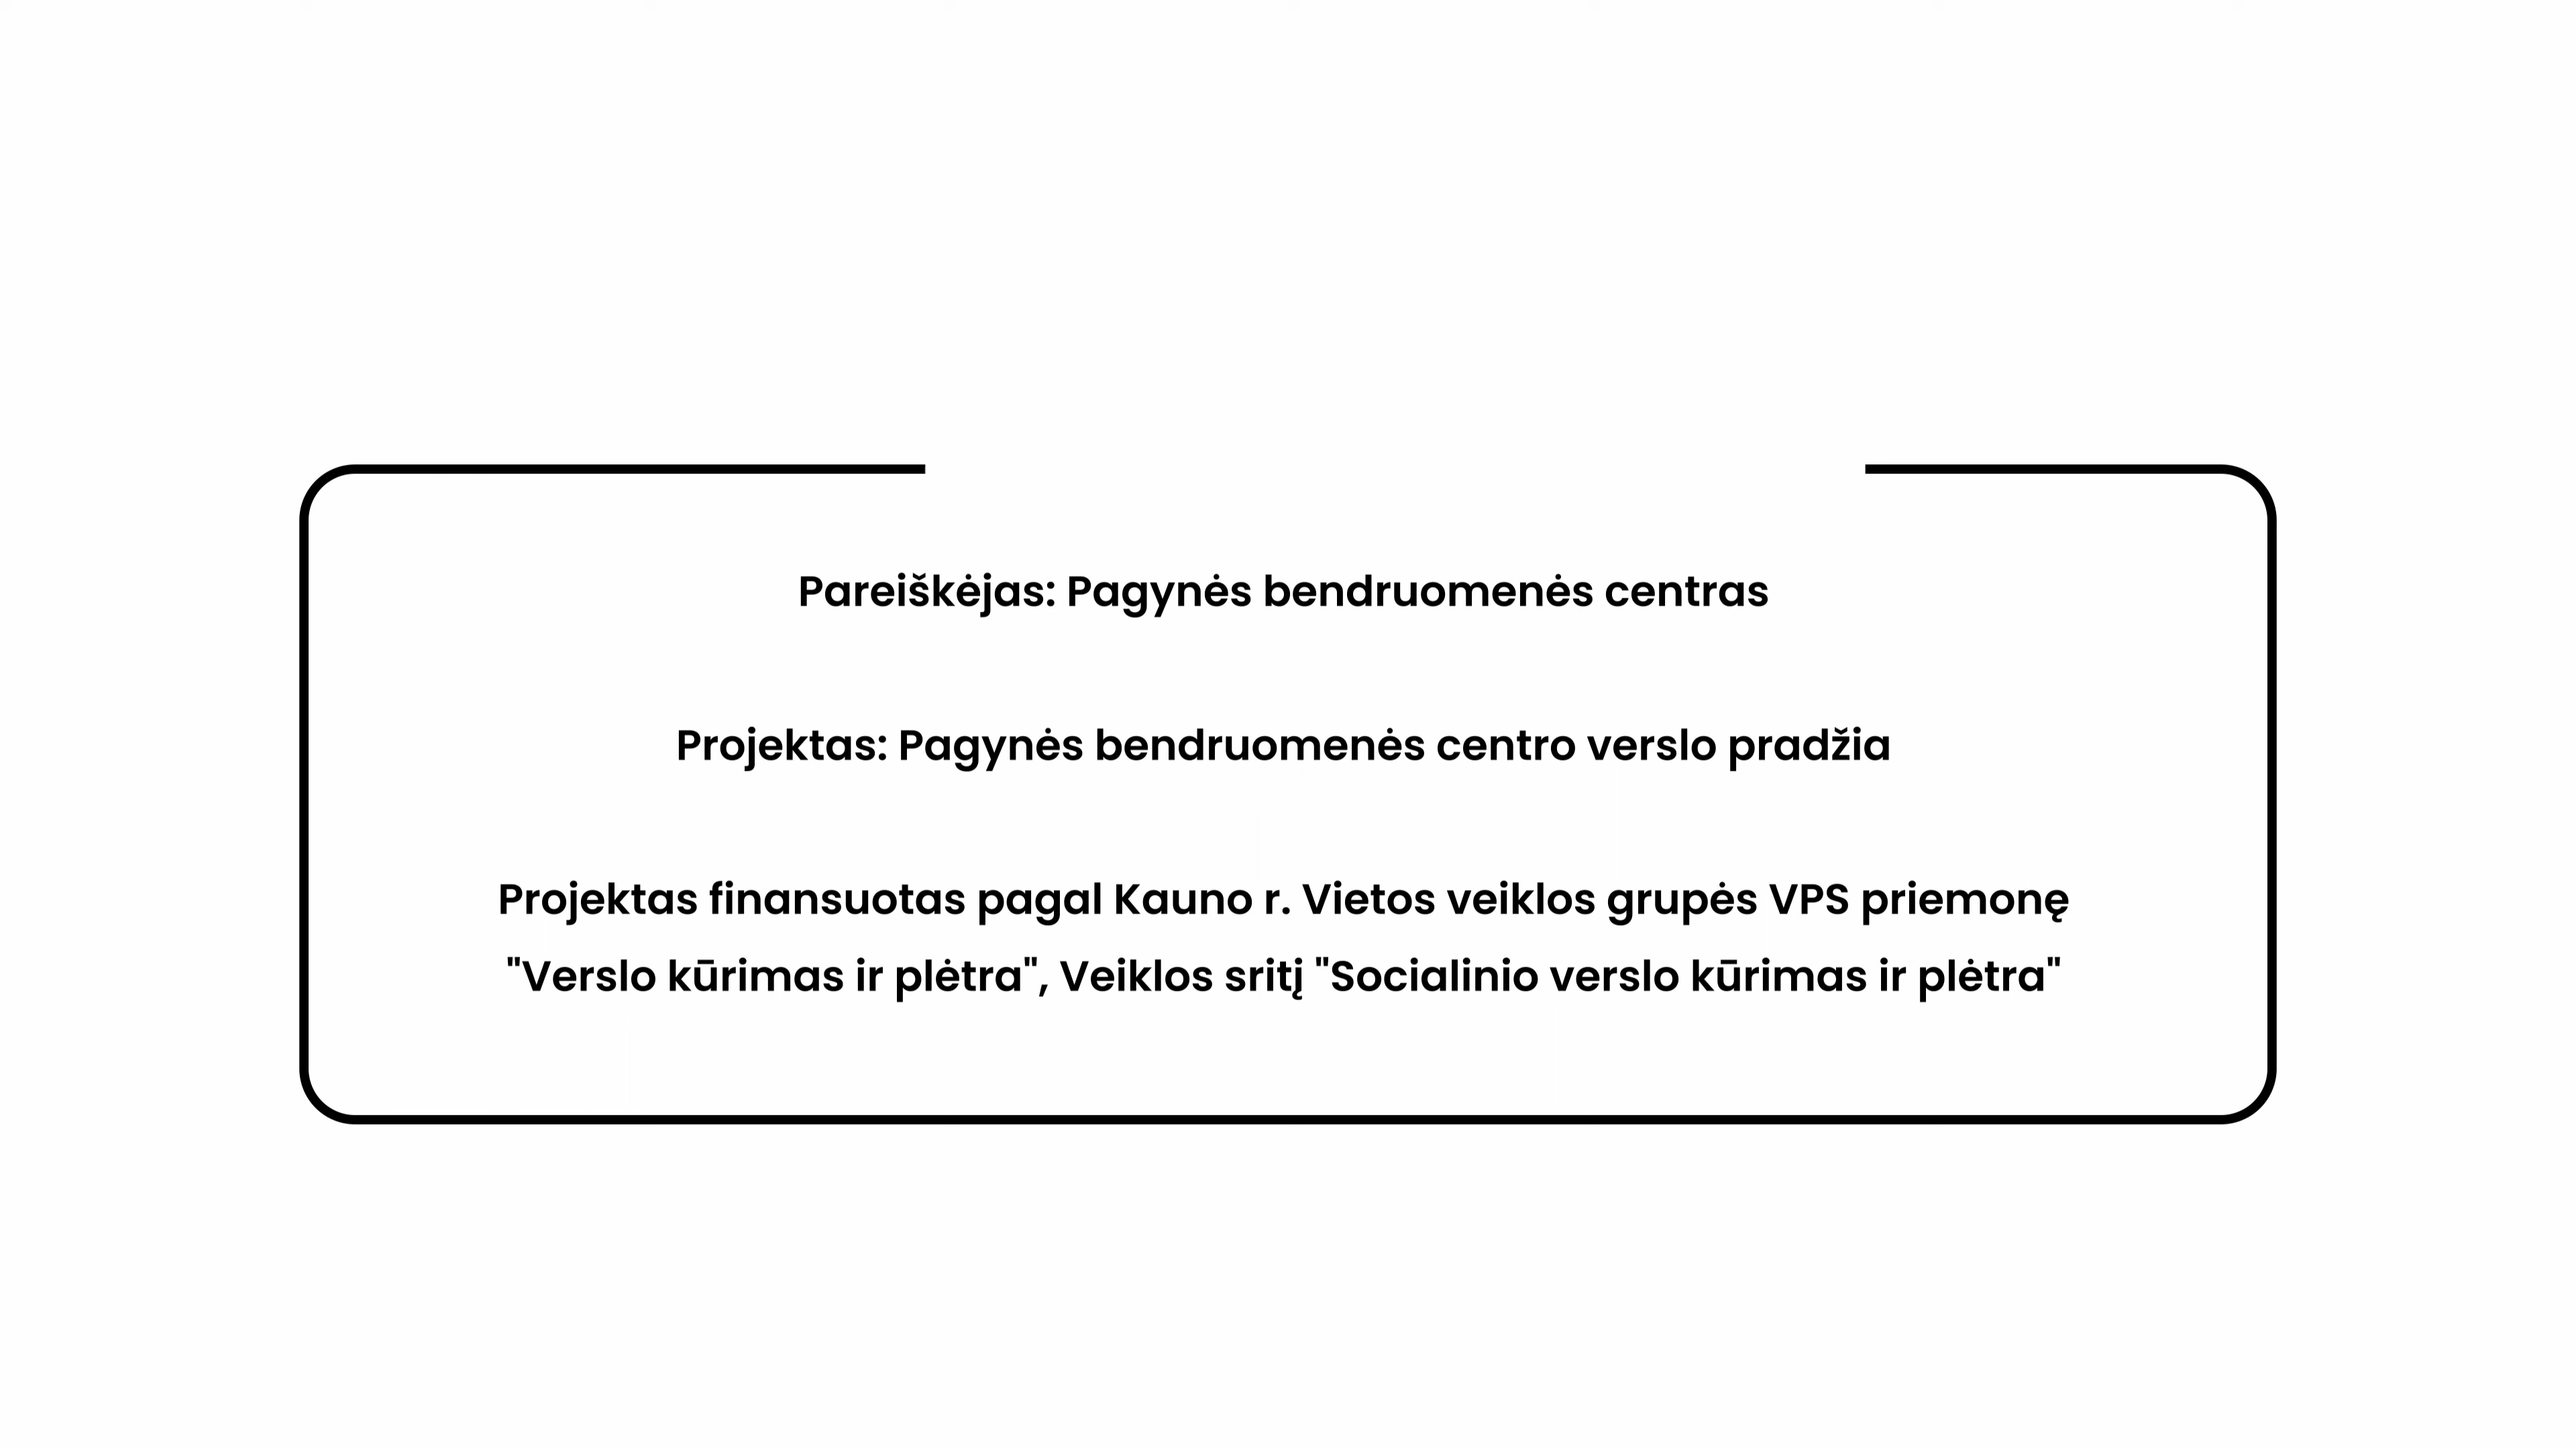 Pareiškėjas: Pagynės bendruomenės centras
Projektas: Pagynės bendruomenės centro verslo pradžia
Projektas finansuotas pagal Kauno r. Vietos veiklos grupės VPS priemonę
"Verslo kūrimas ir plėtra", Veiklos sritį "Socialinio verslo kūrimas ir plėtra"